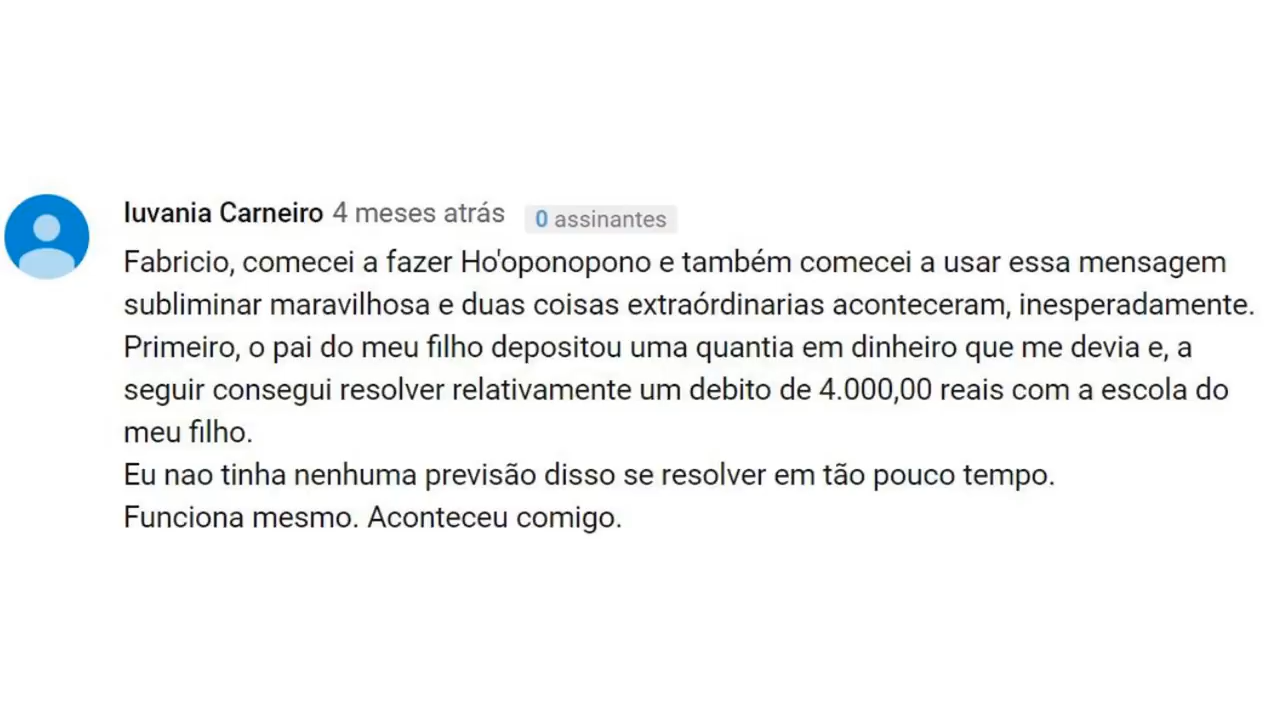 Iuvania Carneiro 4 meses atrás 0 assinantes
Fabricio, comecei a fazer Ho'oponopono e também comecei a usar essa mensagem
subliminar maravilhosa e duas coisas extraórdinarias aconteceram, inesperadamente.
Primeiro, o pai do meu filho depositou uma quantia em dinheiro que me devia e, a
seguir consegui resolver relativamente um debito de 4.000,00 reais com a escola do
meu filho.
Eu nao tinha nenhuma previsão disso se resolver em tão pouco tempo.
Funciona mesmo. Aconteceu comigo.